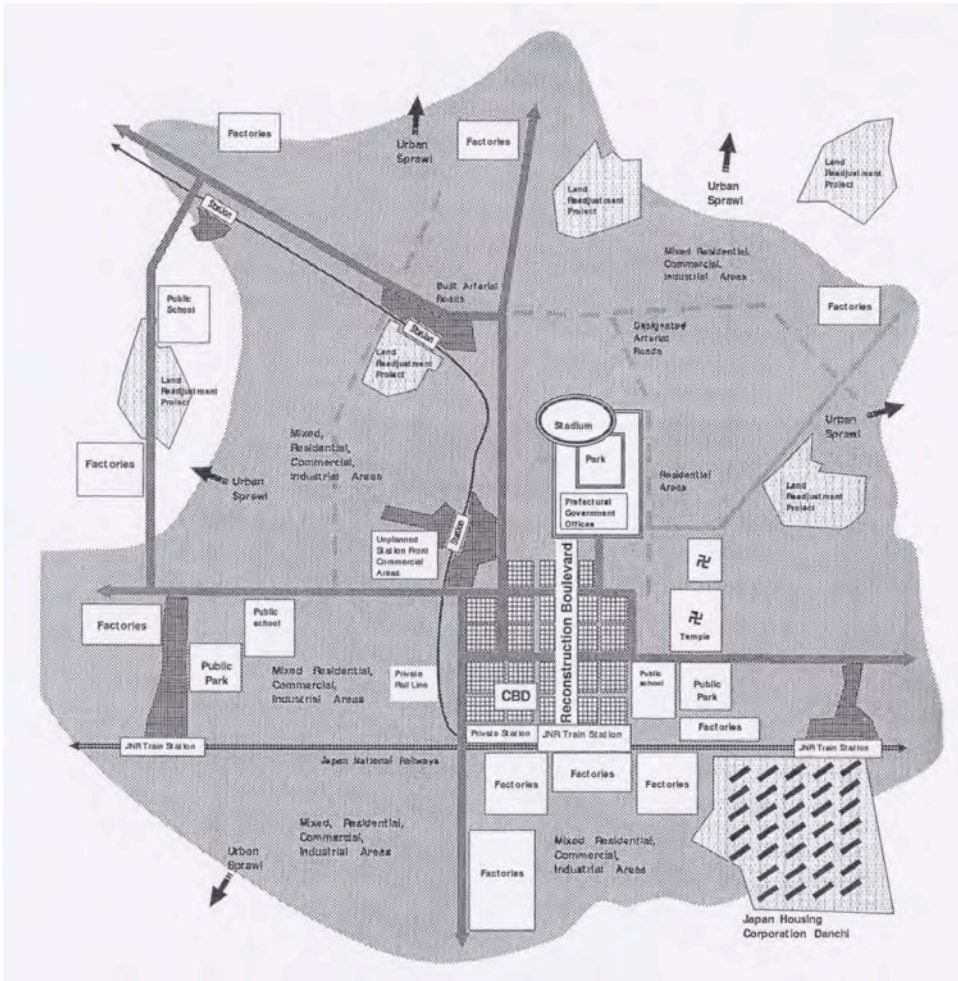 Factories
Urban
Sprawl
Factories
Land
Readjustment
Project
Urban
Sprawl
Land
Readjustment
Project
Station
Mixed Residential,
Commercial,
Industrial Areas
Built Arterial
Roads
Public
School
Factories
Station
Designated
Arterial
Roads
Land
Readjustment
Project
Land
Readjustment
Project
Stadium
Urban
Sprawl
Mixed,
Residential,
Commercial,
Industrial Areas
Park
Factories
Urban
Sprawl
Residential
Areas
Land
Readjustment
Project
Prefectural
Government
Offices
Station
Unplanned
Station Front
Commercial
Areas
卐
Reconstruction Boulevard
Factories
Public
school
卐
Temple
Public
Park
Mixed Residential,
Commercial,
Industrial Areas
Private
Rail Line
CBD
Public
school
Public
Park
Factories
Private Station
JNR Train Station
JNR Train Station
JNR Train Station
Japan National Railways
Factories
Factories
Factories
Mixed, Residential,
Commercial,
Industrial Areas
Mixed Residential,
Commercial,
Industrial Areas
Urban
Sprawl
Factories
Japan Housing
Corporation Danchi